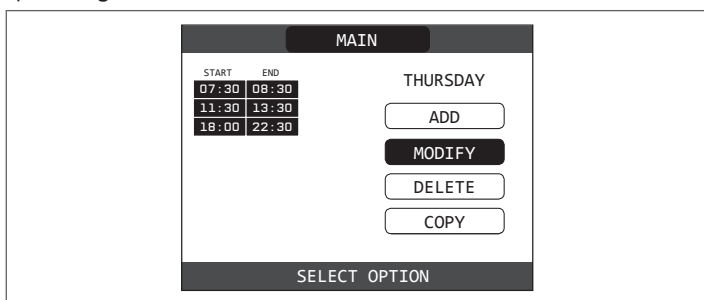 MAIN
START END
07:30 08:30
11:30 13:30
18:00 22:30
THURSDAY
ADD
MODIFY
DELETE
COPY
SELECT OPTION